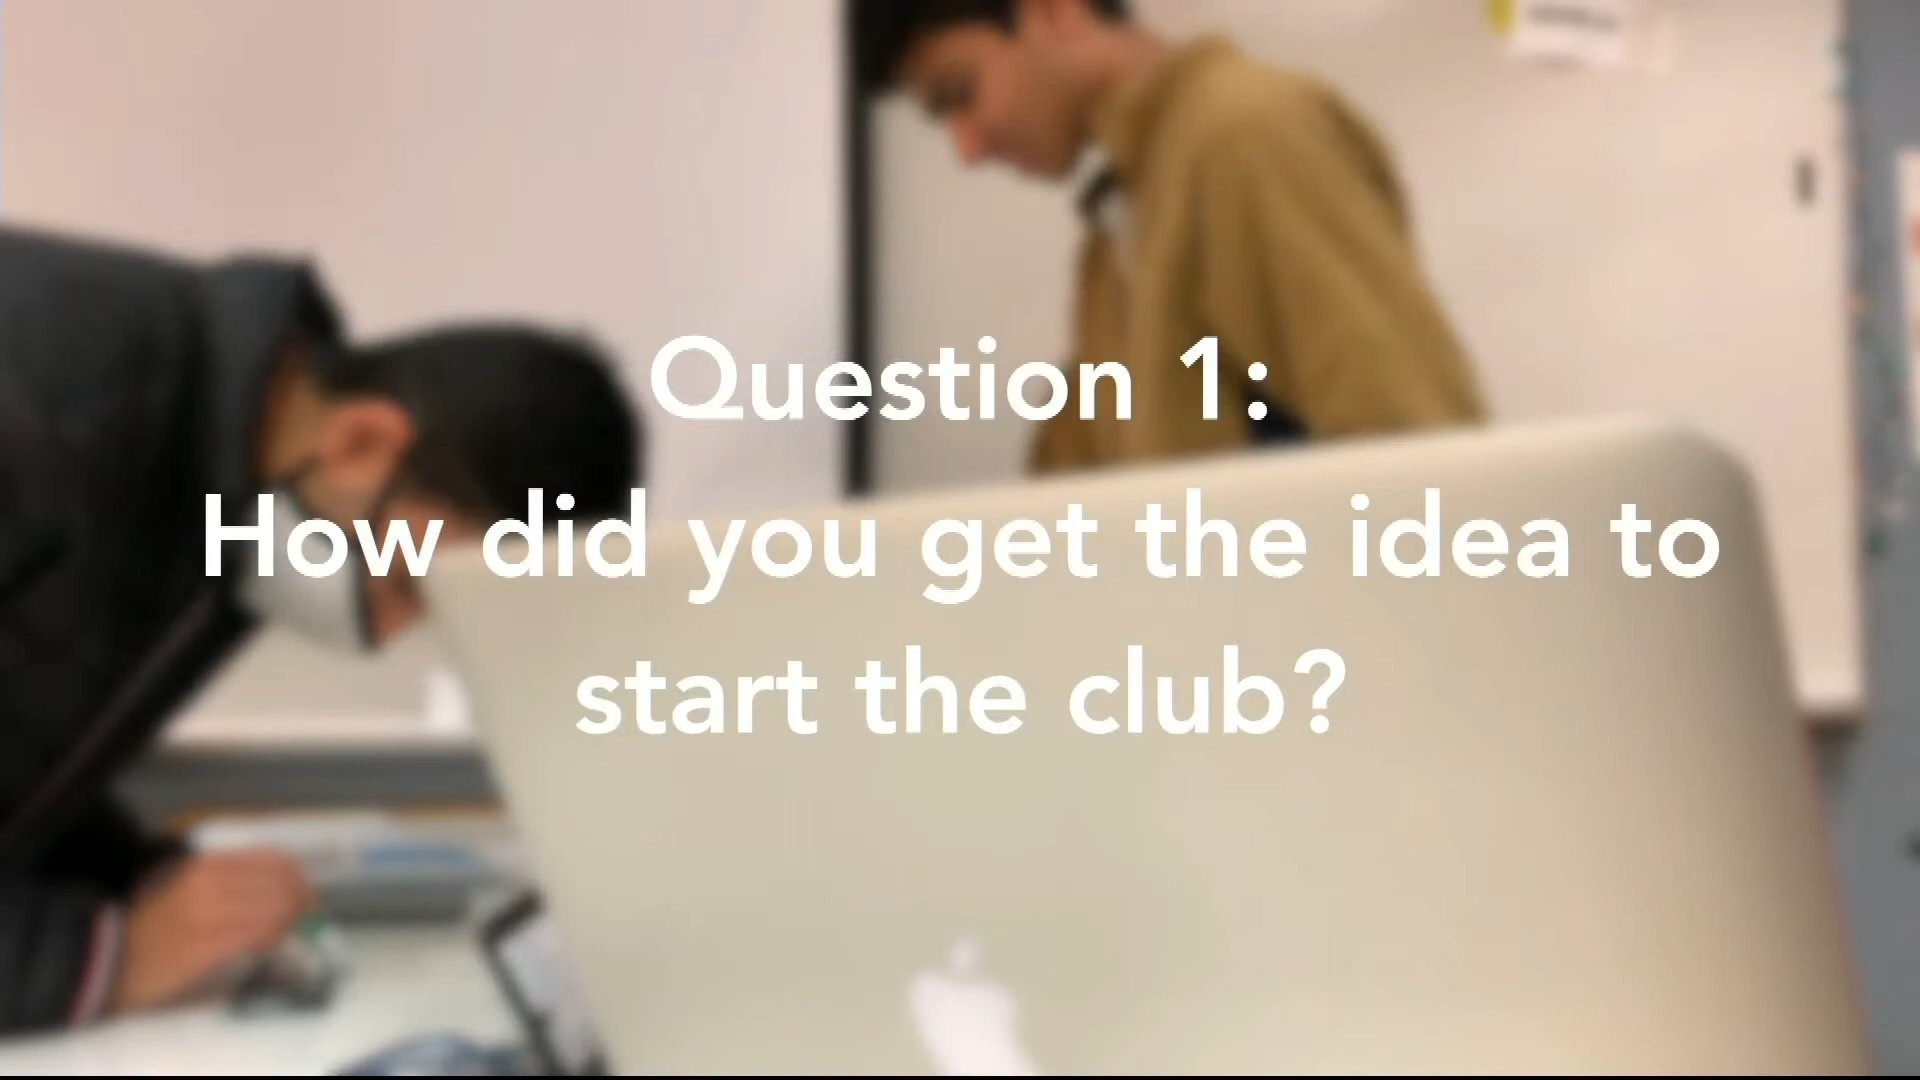 Question 1:
How did you get the idea to
start the club?